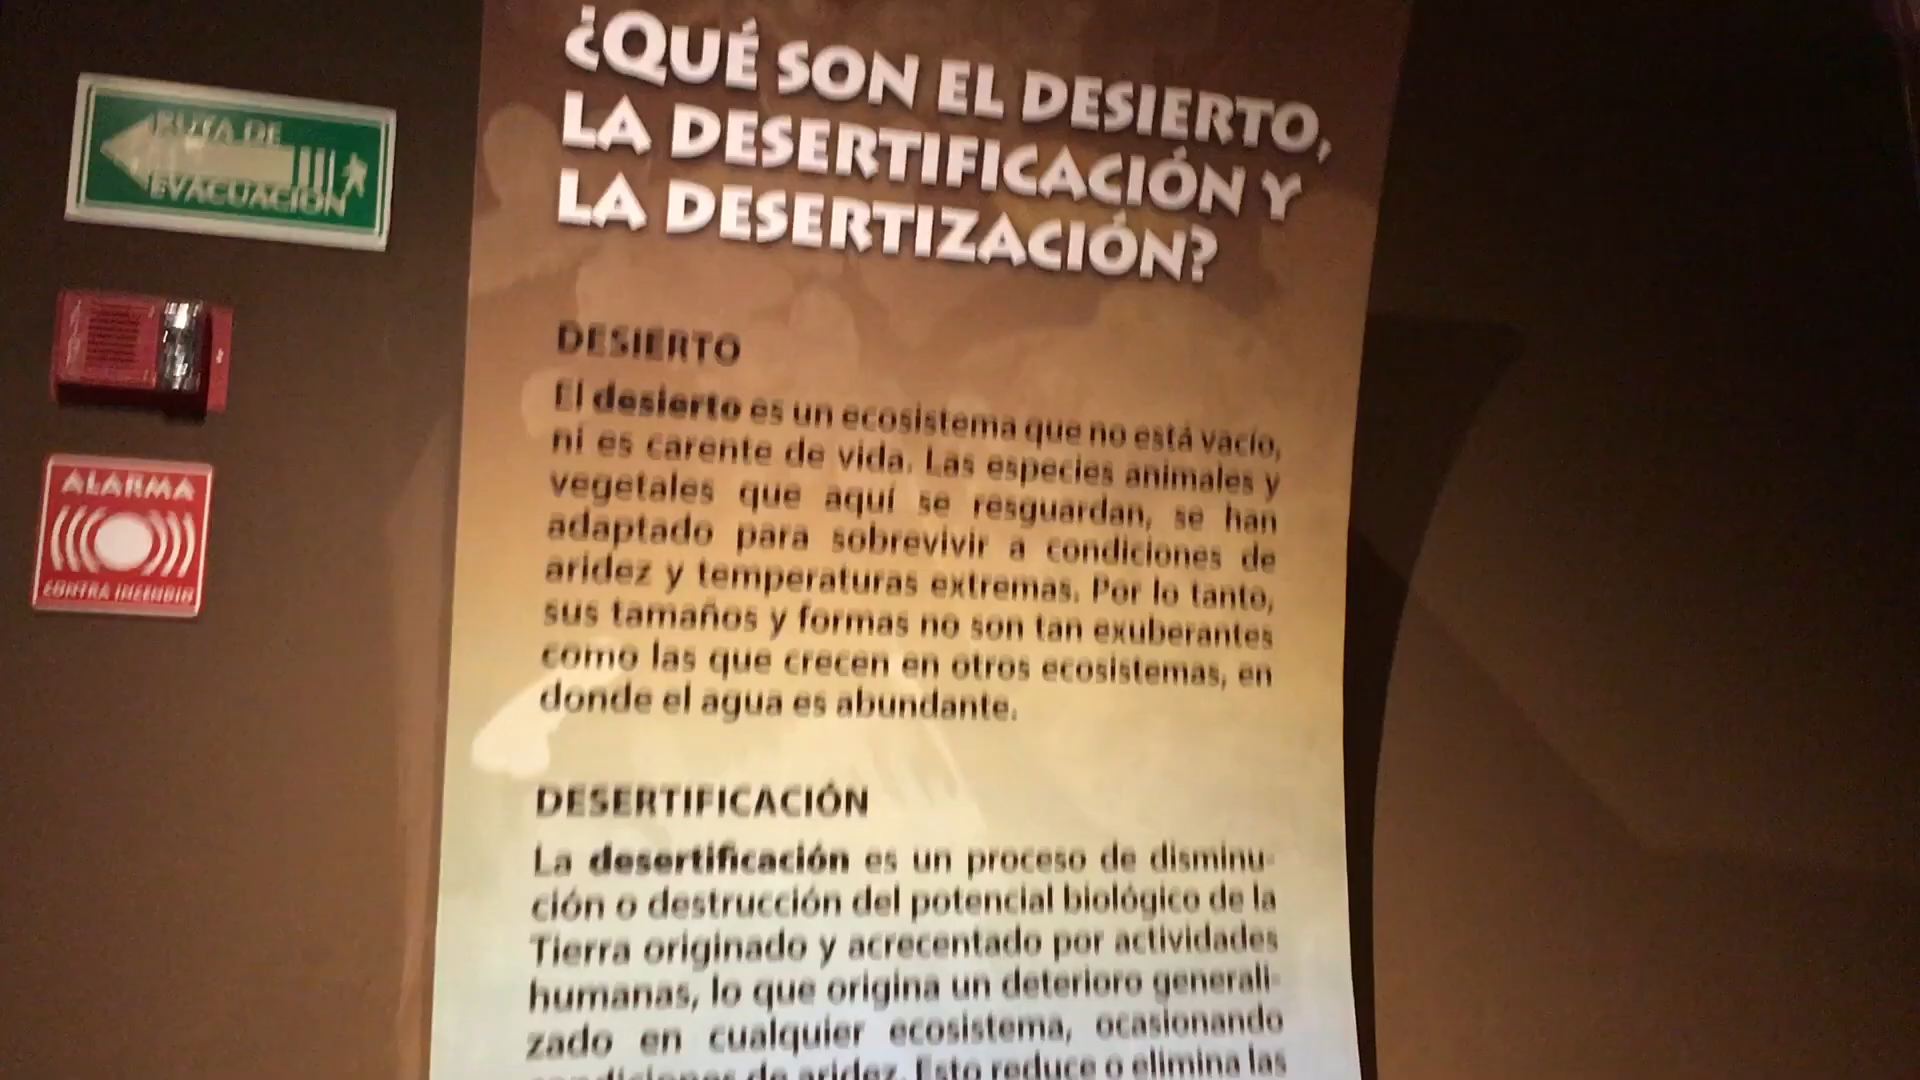 RUTA DE
EVACUACIÓN
ALARMA
CONTRA INCENDIO
¿QUÉ SON EL DESIERTO,
LA DESERTIFICACIÓN Y
LA DESERTIZACIÓN?
DESIERTO
El desierto es un ecosistema que no está vacío,
ni es carente de vida. Las especies animales y
vegetales que aquí se resguardan, se han
adaptado para sobrevivir a condiciones de
aridez y temperaturas extremas. Por lo tanto,
sus tamaños y formas no son tan exuberantes
como las que crecen en otros ecosistemas, en
donde el agua es abundante.
DESERTIFICACIÓN
La desertificación es un proceso de disminu-
ción o destrucción del potencial biológico de la
Tierra originado y acrecentado por actividades
humanas, lo que origina un deterioro generali-
zado en cualquier ecosistema, ocasionando
condiciones de aridez. Esto reduce o elimina las